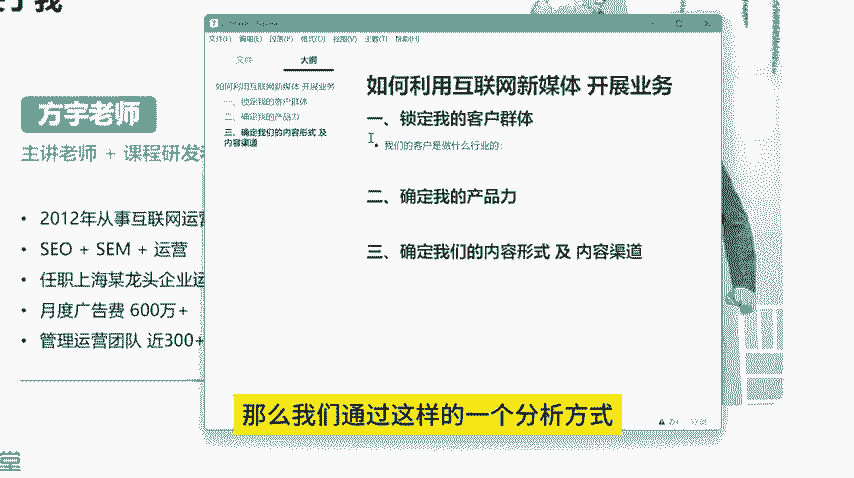 文件(F) 编辑(E) 段落(P) 格式(O) 视图(V) 主题(T) 帮助(H)
文件 大纲
如何利用互联网新媒体 开展业务
一、锁定我的客户群体
二、确定我的产品力
三、确定我们的内容形式 及
内容渠道
如何利用互联网新媒体 开展业务
一、锁定我的客户群体
• 我们的客户是做什么行业的：
二、确定我的产品力
三、确定我们的内容形式 及 内容渠道
方宇老师
主讲老师 + 课程研发
• 2012年从事互联网运营
• SEO + SEM + 运营
• 任职上海某龙头企业运
• 月度广告费 600万+
• 管理运营团队 近300+
那么我们通过这样的一个分析方式